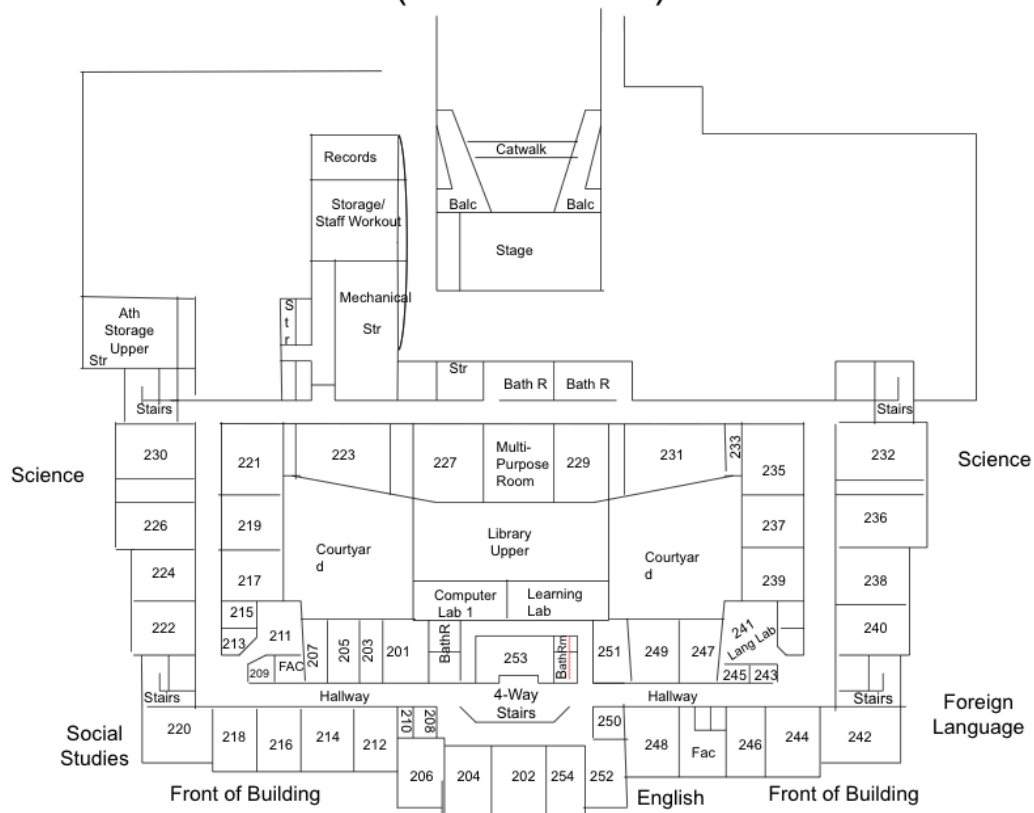 Catwalk
Records
Storage/
Staff Workout
Balc
Balc
Stage
Mechanical
Str
Str
Ath
Storage
Upper
Str
Str
Bath R
Bath R
Stairs
Stairs
Science
230
221
223
227
Multi-
Purpose
Room
229
231
233
235
232
Science
226
219
Library
Upper
237
236
224
217
Courtyar
d
Courtyar
d
239
238
222
215
213
211
Computer
Lab 1
Learning
Lab
241
Lang Lab
240
209
FAC
207
205
203
201
BathR
253
BathRm
251
249
247
245
243
Stairs
Hallway
4-Way
Stairs
Hallway
Stairs
Social
Studies
220
218
216
214
212
210
208
250
248
Fac
246
244
242
Foreign
Language
206
204
202
254
252
Front of Building
English
Front of Building